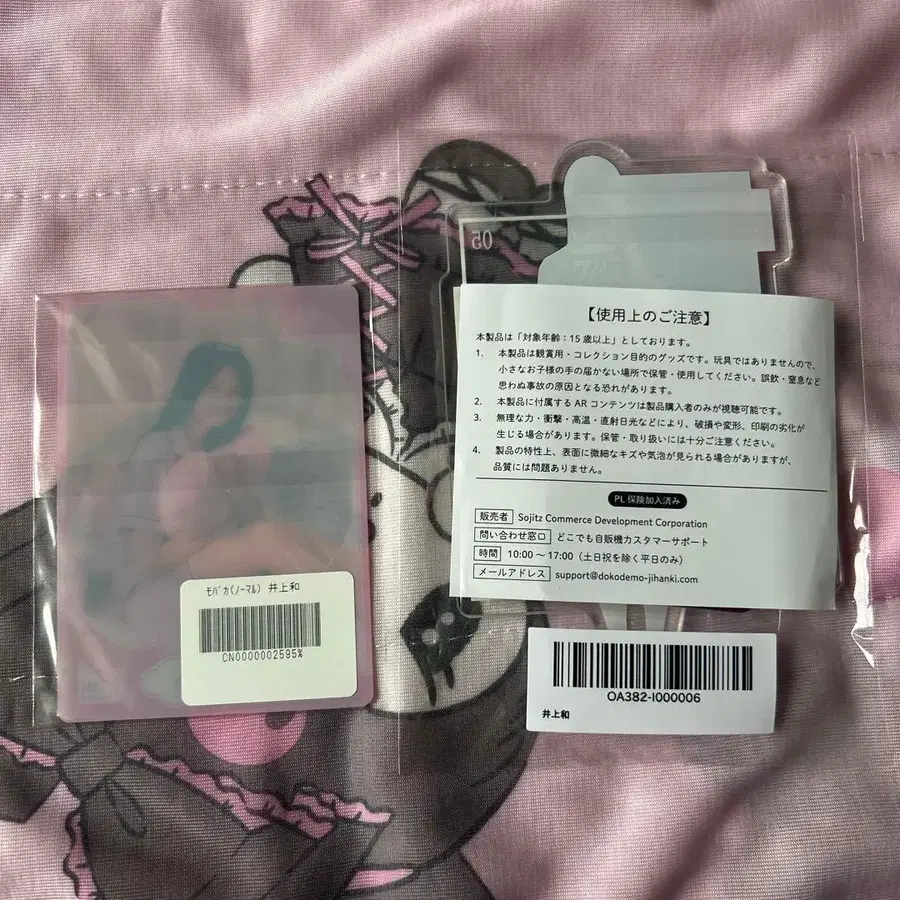 05
【使用上のご注意】
本製品は「対象年齢：15 歳以上」としております。
1. 本製品は観賞用・コレクション目的のグッズです。玩具ではありませんので、
小さなお子様の手の届かない場所で保管・使用してください。誤飲・窒息など
思わぬ事故の原因となる恐れがあります。
2. 本製品に付属する AR コンテンツは製品購入者のみが視聴可能です。
3. 無理な力・衝撃・高温・直射日光などにより、破損や変形、印刷の劣化が
生じる場合があります。保管・取り扱いには十分ご注意ください。
4. 製品の特性上、表面に微細なキズや気泡が見られる場合がありますが、
品質には問題ありません。
PL 保険加入済み
販売者 Sojitz Commerce Development Corporation
問い合わせ窓口 どこでも自販機カスタマーサポート
時間 10:00 〜 17:00（土日祝を除く平日のみ）
メールアドレス support@dokodemo-jihanki.com
ﾓﾊﾞｶ(ﾉｰﾏﾙ) 井上和
CN0000002595%
OA382-I000006
井上和